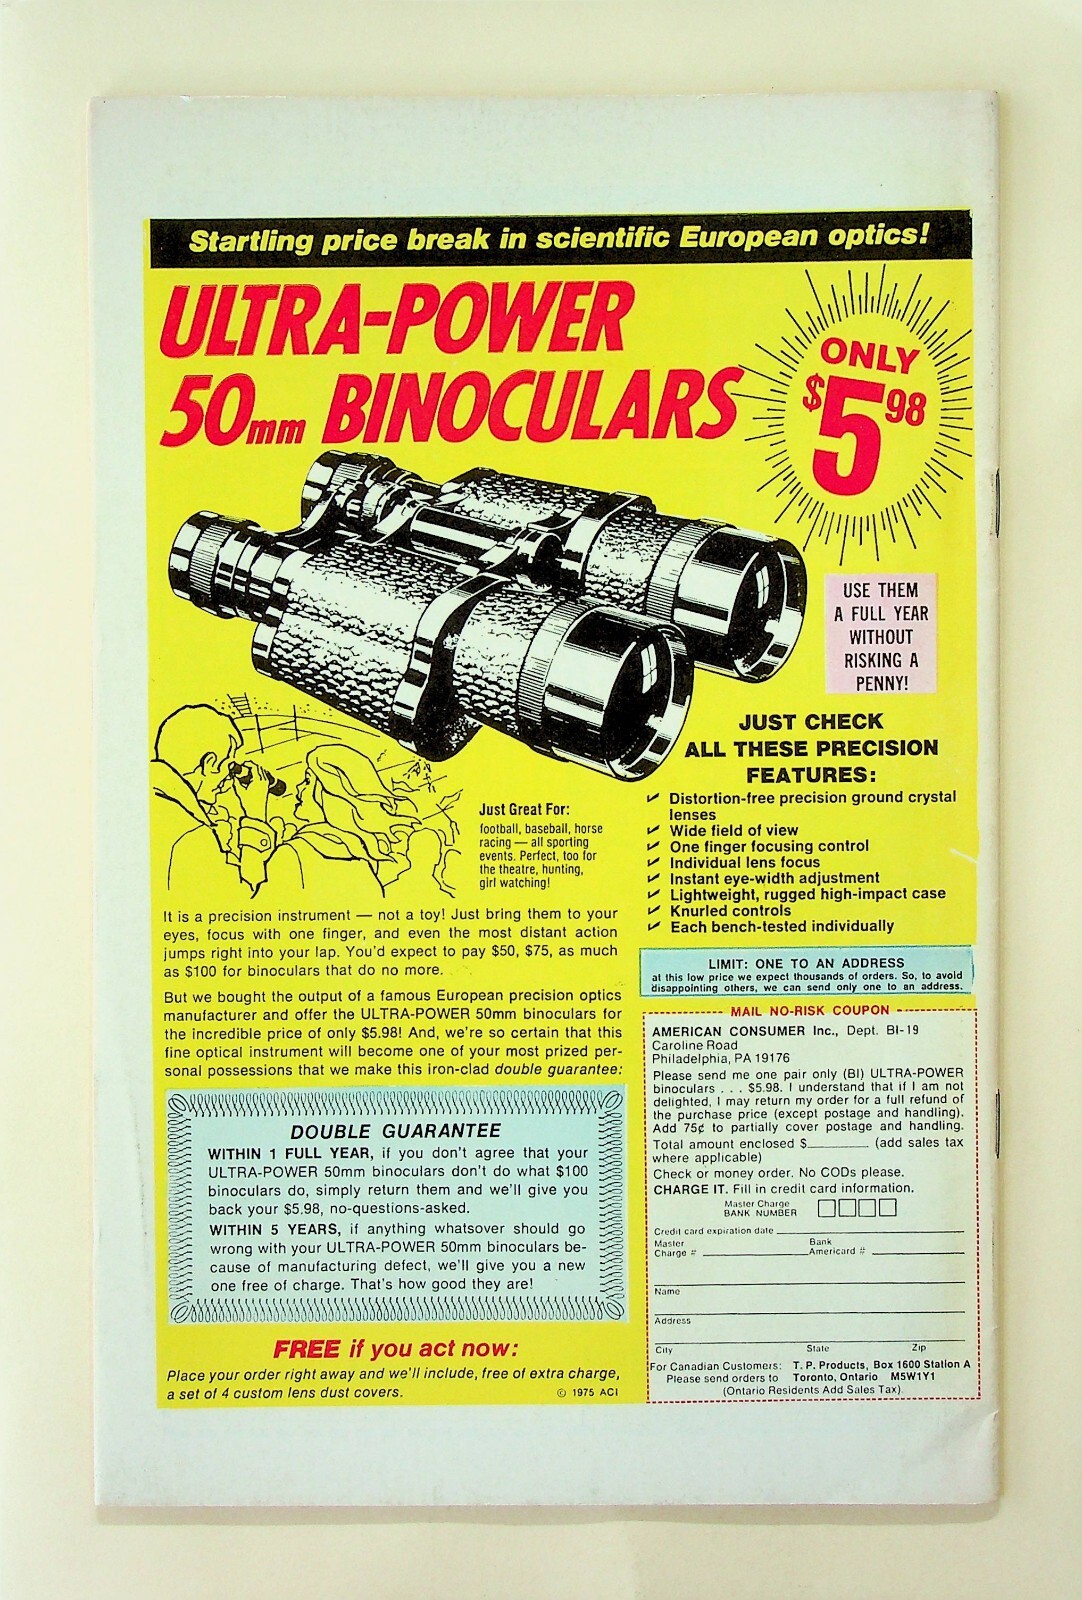 Startling price break in scientific European optics!
ULTRA-POWER
50mm BINOCULARS
ONLY
$5 98
USE THEM
A FULL YEAR
WITHOUT
RISKING A
PENNY!
JUST CHECK
ALL THESE PRECISION
FEATURES:
Distortion-free precision ground crystal
lenses
Wide field of view
One finger focusing control
Individual lens focus
Instant eye-width adjustment
Lightweight, rugged high-impact case
Knurled controls
Each bench-tested individually
Just Great For:
football, baseball, horse
racing — all sporting
events. Perfect, too for
the theatre, hunting,
girl watching!
It is a precision instrument — not a toy! Just bring them to your
eyes, focus with one finger, and even the most distant action
jumps right into your lap. You'd expect to pay $50, $75, as much
as $100 for binoculars that do no more.
But we bought the output of a famous European precision optics
manufacturer and offer the ULTRA-POWER 50mm binoculars for
the incredible price of only $5.98! And, we're so certain that this
fine optical instrument will become one of your most prized per-
sonal possessions that we make this iron-clad double guarantee:
DOUBLE GUARANTEE
WITHIN 1 FULL YEAR, if you don't agree that your
ULTRA-POWER 50mm binoculars don't do what $100
binoculars do, simply return them and we'll give you
back your $5.98, no-questions-asked.
WITHIN 5 YEARS, if anything whatsover should go
wrong with your ULTRA-POWER 50mm binoculars be-
cause of manufacturing defect, we'll give you a new
one free of charge. That's how good they are!
FREE if you act now:
Place your order right away and we'll include, free of extra charge,
a set of 4 custom lens dust covers.
© 1975 ACI
LIMIT: ONE TO AN ADDRESS
at this low price we expect thousands of orders. So, to avoid
disappointing others, we can send only one to an address.
MAIL NO-RISK COUPON
AMERICAN CONSUMER Inc., Dept. BI-19
Caroline Road
Philadelphia, PA 19176
Please send me one pair only (BI) ULTRA-POWER
binoculars . . . $5.98. I understand that if I am not
delighted, I may return my order for a full refund of
the purchase price (except postage and handling).
Add 75¢ to partially cover postage and handling.
Total amount enclosed $________ (add sales tax
where applicable)
Check or money order. No CODs please.
CHARGE IT. Fill in credit card information.
Master Charge
BANK NUMBER
Credit card expiration date
Master Bank
Charge # Americard #
Name
Address
City State Zip
For Canadian Customers: T. P. Products, Box 1600 Station A
Please send orders to Toronto, Ontario M5W1Y1
(Ontario Residents Add Sales Tax)